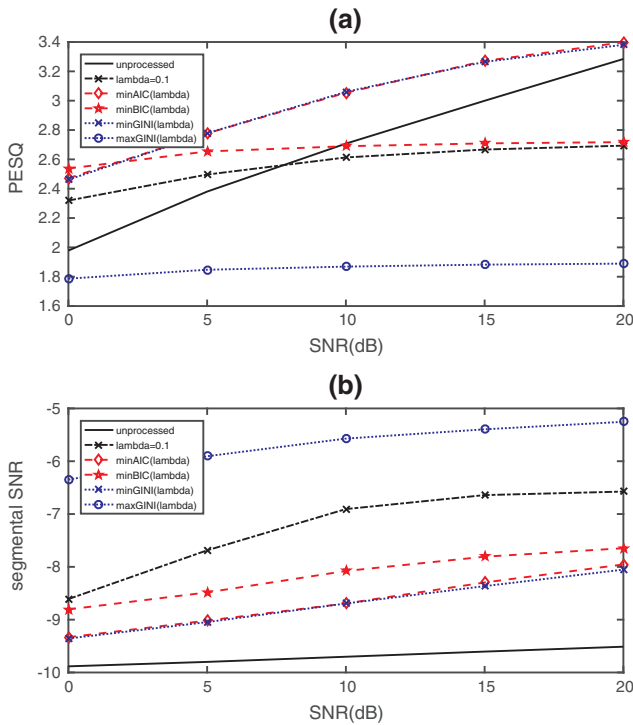 (a)
3.4
3.2
3
2.8
2.6
2.4
2.2
2
1.8
1.6
PESQ
unprocessed
lambda=0.1
minAIC(lambda)
minBIC(lambda)
minGINI(lambda)
maxGINI(lambda)
0 5 10 15 20
SNR(dB)
(b)
-5
-6
-7
-8
-9
-10
segmental SNR
unprocessed
lambda=0.1
minAIC(lambda)
minBIC(lambda)
minGINI(lambda)
maxGINI(lambda)
0 5 10 15 20
SNR(dB)